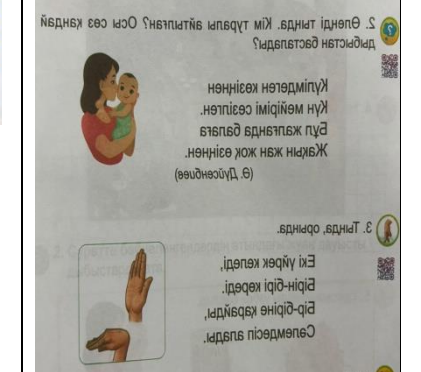 2. Өлеңді тыңда. Кім туралы айтылған? Осы сөз қандай
дыбыстан басталады?
Күлімдеген көзіңнен
Күн мейірімі сезілген.
Бұл жалғанда балаға
Жақын жан жоқ өзіңнен.
(Ә. Дүйсенбиев)
3. Тыңда, орында.
Екі үйрек келеді,
Бірін-бірі көреді.
Бір-біріне қарайды,
Сәлемдесіп алады.